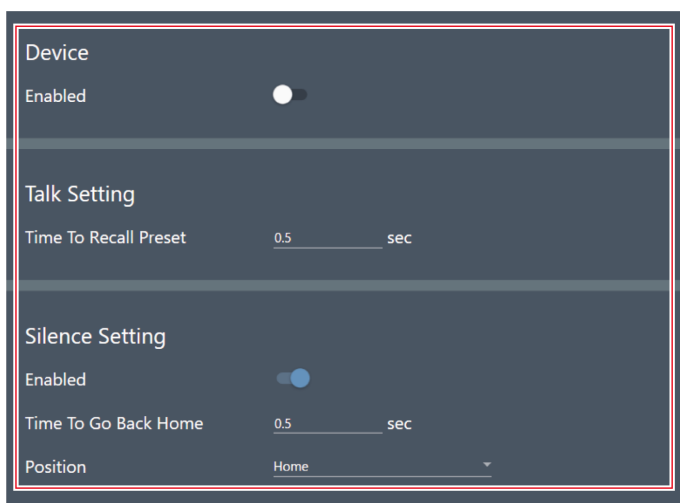 Device
Enabled
Talk Setting
Time To Recall Preset 0.5 sec
Silence Setting
Enabled
Time To Go Back Home 0.5 sec
Position Home